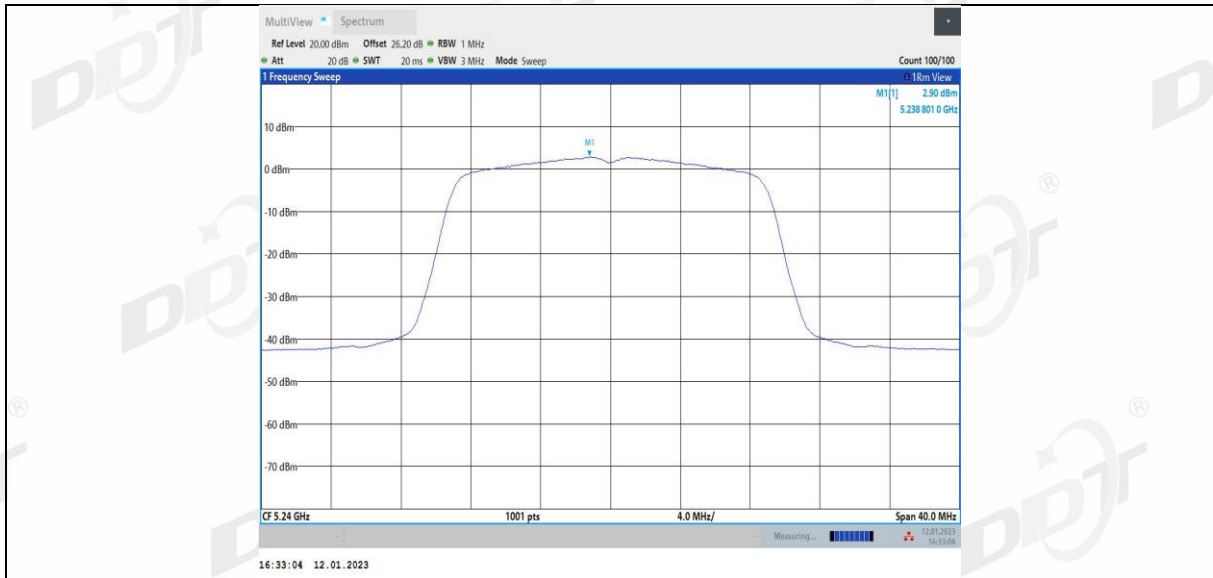 MultiView Spectrum
Ref Level 20.00 dBm Offset 26.20 dB RBW 1 MHz
Att 20 dB SWT 20 ms VBW 3 MHz Mode Sweep Count 100/100
1 Frequency Sweep 1Rm View
M1[1] 2.90 dBm
5.238 801 0 GHz
10 dBm
M1
0 dBm
-10 dBm
-20 dBm
-30 dBm
-40 dBm
-50 dBm
-60 dBm
-70 dBm
CF 5.24 GHz 1001 pts 4.0 MHz/ Span 40.0 MHz
Measuring... 12.01.2023
16:33:04
16:33:04 12.01.2023
DDT
DDT
DDT
®
®
®